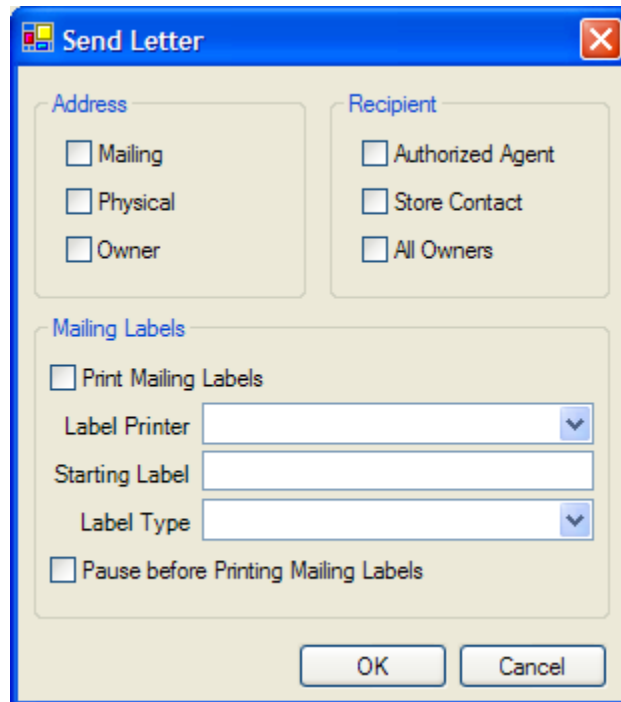 Send Letter
Address
Mailing
Physical
Owner
Recipient
Authorized Agent
Store Contact
All Owners
Mailing Labels
Print Mailing Labels
Label Printer
Starting Label
Label Type
Pause before Printing Mailing Labels
OK
Cancel